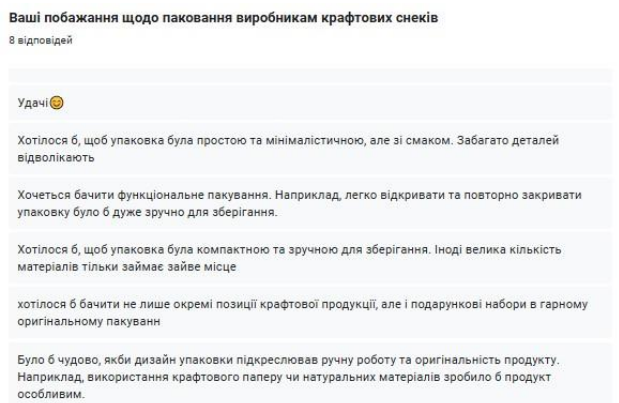 Ваші побажання щодо паковання виробникам крафтових снеків
8 відповідей
Удачі😊
Хотілося б, щоб упаковка була простою та мінімалістичною, але зі смаком. Забагато деталей
відволікають
Хочеться бачити функціональне пакування. Наприклад, легко відкривати та повторно закривати
упаковку було б дуже зручно для зберігання.
Хотілося б, щоб упаковка була компактною та зручною для зберігання. Іноді велика кількість
матеріалів тільки займає зайве місце
хотілося б бачити не лише окремі позиції крафтової продукції, але і подарункові набори в гарному
оригінальному пакуванн
Було б чудово, якби дизайн упаковки підкреслював ручну роботу та оригінальність продукту.
Наприклад, використання крафтового паперу чи натуральних матеріалів зробило б продукт
особливим.